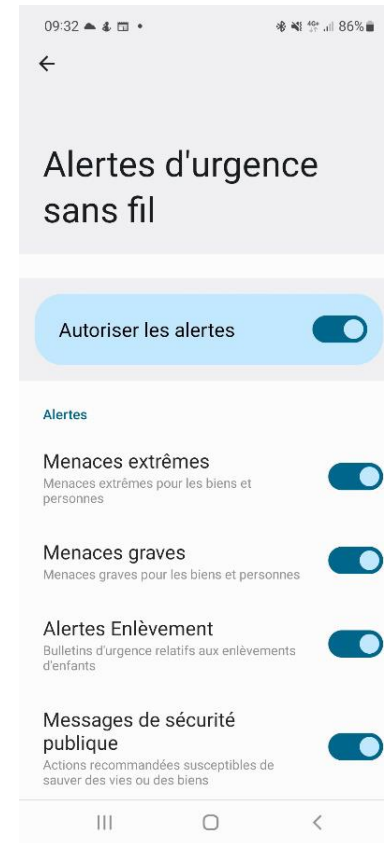 09:32
4G+ 86%
Alertes d'urgence
sans fil
Autoriser les alertes
Alertes
Menaces extrêmes
Menaces extrêmes pour les biens et
personnes
Menaces graves
Menaces graves pour les biens et personnes
Alertes Enlèvement
Bulletins d'urgence relatifs aux enlèvements
d'enfants
Messages de sécurité
publique
Actions recommandées susceptibles de
sauver des vies ou des biens